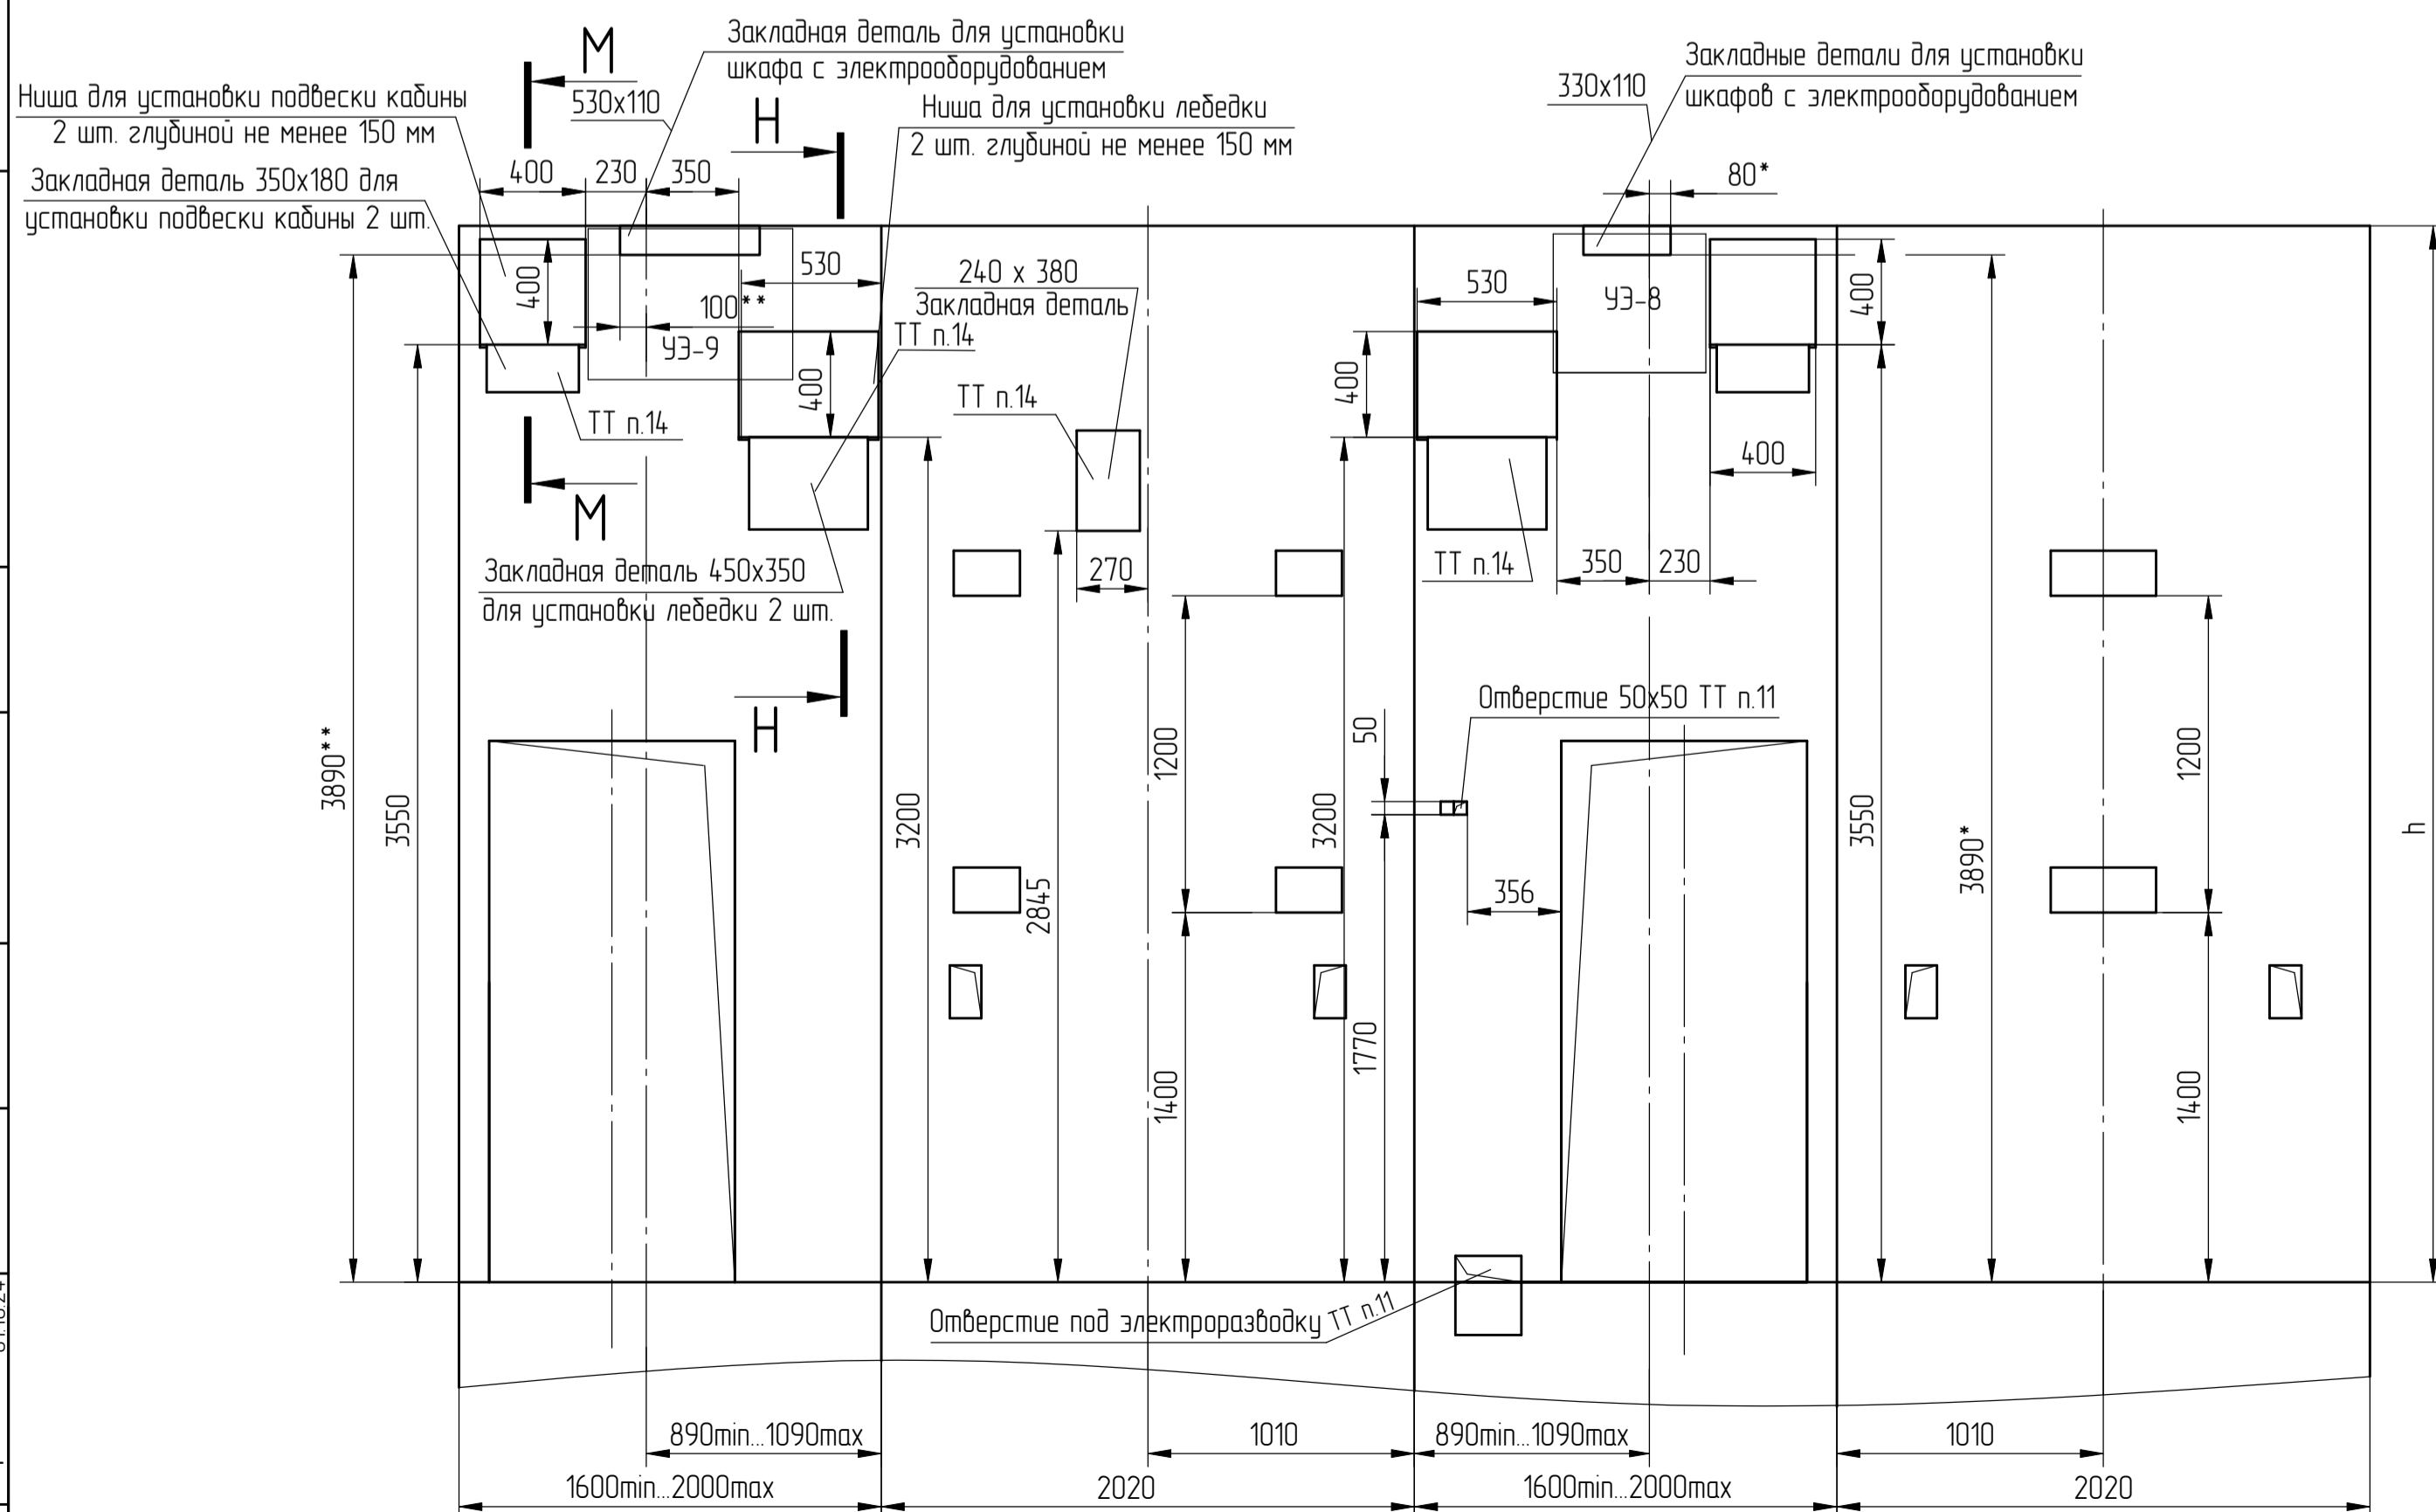 Закладная деталь для установки
шкафа с электрооборудованием
М
530х110
Н
Ниша для установки подвески кабины
2 шт. глубиной не менее 150 мм
Закладная деталь 350х180 для
установки подвески кабины 2 шт.
Ниша для установки лебедки
2 шт. глубиной не менее 150 мм
330х110
Закладные детали для установки
шкафов с электрооборудованием
400
230
350
80*
400
100**
УЭ-9
530
240 х 380
Закладная деталь
ТТ п.14
400
ТТ п.14
ТТ п.14
530
УЭ-8
400
400
400
М
Закладная деталь 450х350
для установки лебедки 2 шт.
270
ТТ п.14
350
230
Н
Отверстие 50х50 ТТ п.11
50
3890**
3550
3200
2845
1200
3200
356
3550
3890*
1200
h
1400
1770
1400
Отверстие под электроразводку ТТ п.11
890min...1090max
1010
890min...1090max
1010
1600min...2000max
2020
1600min...2000max
2020